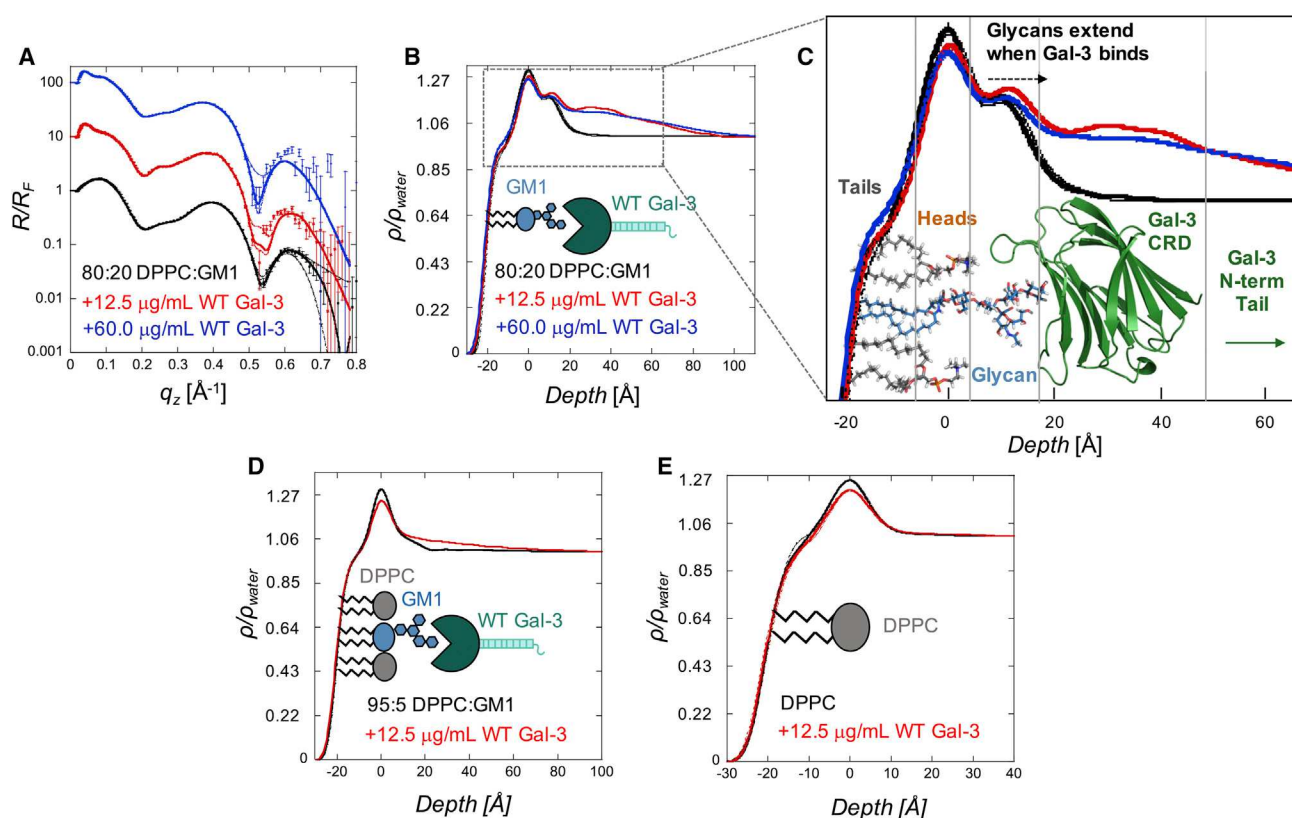 A
R/R_F
100
10
1
0.1
0.01
0.001
80:20 DPPC:GM1
+12.5 µg/mL WT Gal-3
+60.0 µg/mL WT Gal-3
0 0.1 0.2 0.3 0.4 0.5 0.6 0.7 0.8
q_z [Å⁻¹]
B
ρ/ρ_water
1.27
1.06
0.85
0.64
0.43
0.22
0
GM1
WT Gal-3
80:20 DPPC:GM1
+12.5 µg/mL WT Gal-3
+60.0 µg/mL WT Gal-3
-20 0 20 40 60 80 100
Depth [Å]
C
Glycans extend
when Gal-3 binds
Tails
Heads
Glycan
Gal-3
CRD
Gal-3
N-term
Tail
-20 0 20 40 60
Depth [Å]
D
ρ/ρ_water
1.27
1.06
0.85
0.64
0.43
0.22
0
DPPC
GM1
WT Gal-3
95:5 DPPC:GM1
+12.5 µg/mL WT Gal-3
-20 0 20 40 60 80 100
Depth [Å]
E
ρ/ρ_water
1.27
1.06
0.85
0.64
0.43
0.22
0
DPPC
DPPC
+12.5 µg/mL WT Gal-3
-30 -20 -10 0 10 20 30 40
Depth [Å]